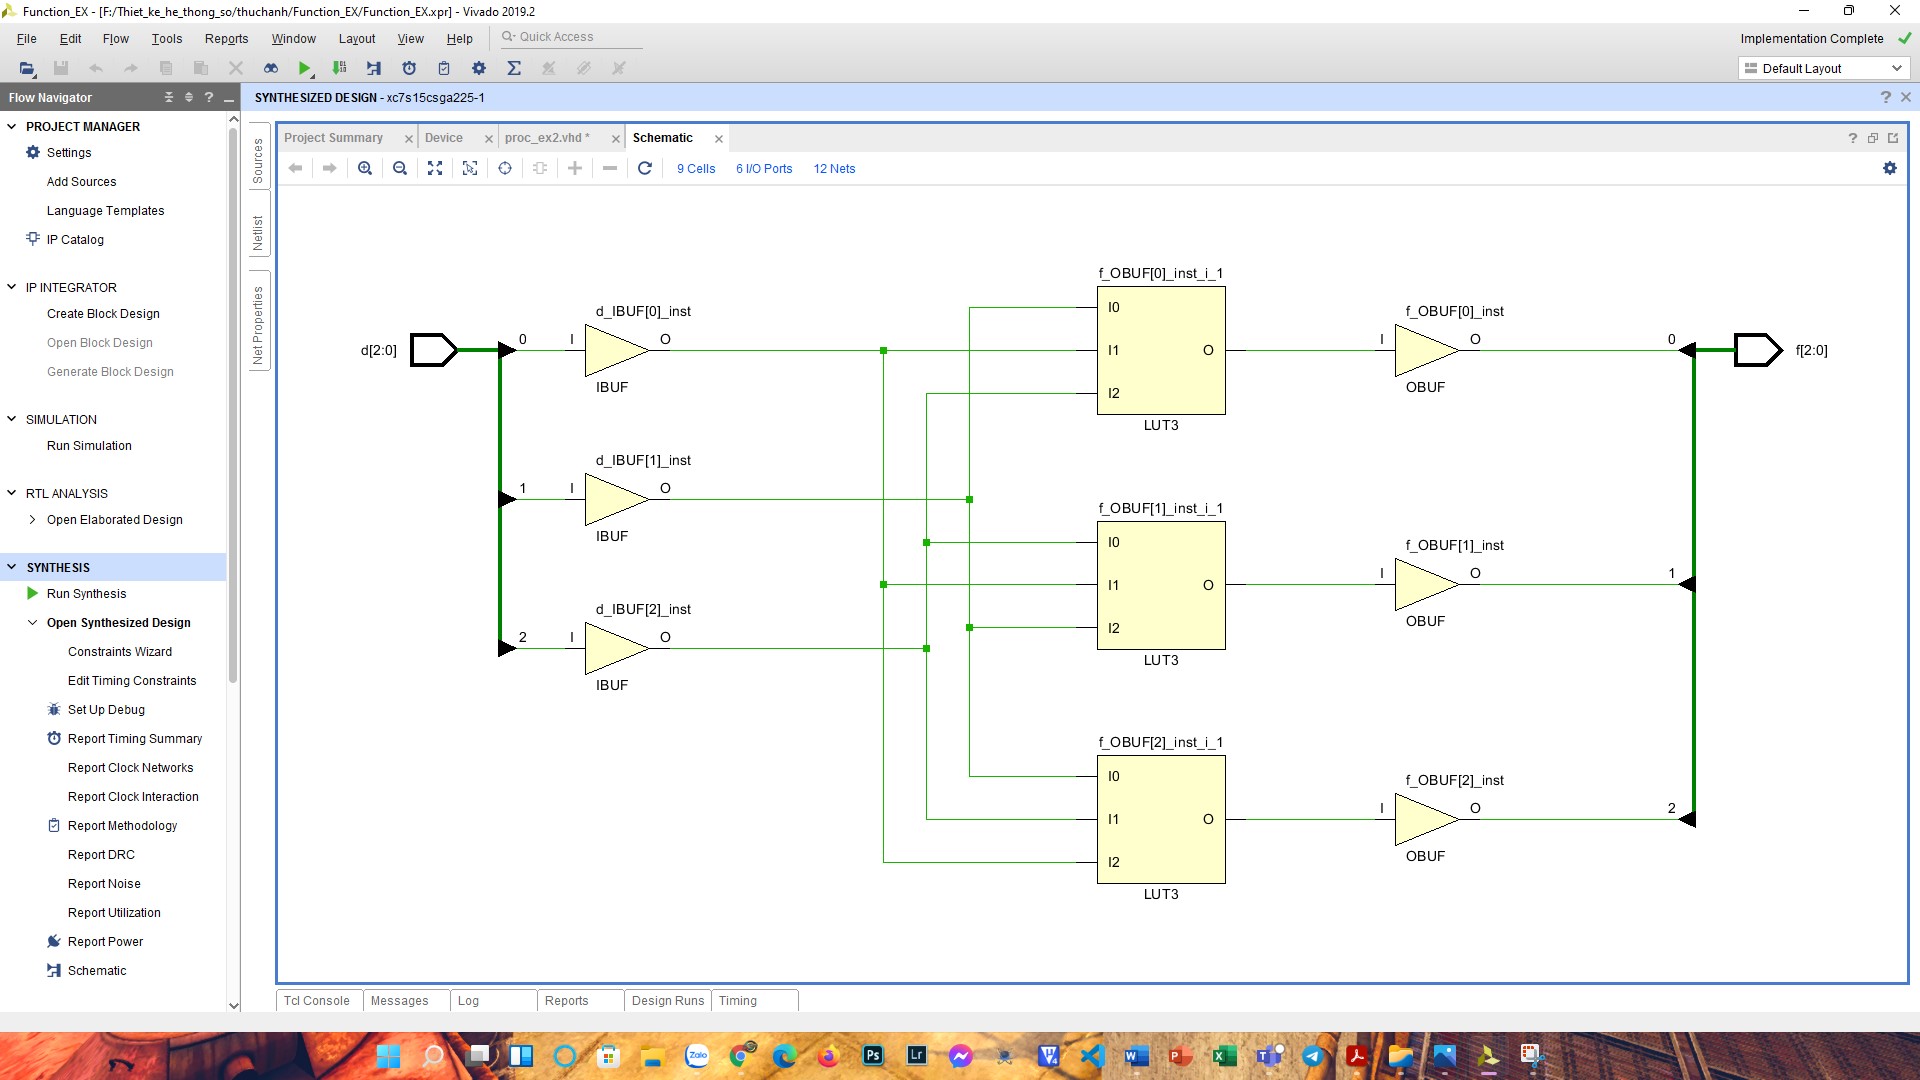 Function_EX - [F:/Thiet_ke_he_thong_so/thuchanh/Function_EX/Function_EX.xpr] - Vivado 2019.2
File Edit Flow Tools Reports Window Layout View Help Quick Access
Implementation Complete
Default Layout
Flow Navigator
SYNTHESIZED DESIGN - xc7s15csga225-1
PROJECT MANAGER
Settings
Add Sources
Language Templates
IP Catalog
IP INTEGRATOR
Create Block Design
Open Block Design
Generate Block Design
SIMULATION
Run Simulation
RTL ANALYSIS
Open Elaborated Design
SYNTHESIS
Run Synthesis
Open Synthesized Design
Constraints Wizard
Edit Timing Constraints
Set Up Debug
Report Timing Summary
Report Clock Networks
Report Clock Interaction
Report Methodology
Report DRC
Report Noise
Report Utilization
Report Power
Schematic
Sources
Netlist
Net Properties
Project Summary Device proc_ex2.vhd * Schematic
9 Cells 6 I/O Ports 12 Nets
d[2:0]
0
1
2
d_IBUF[0]_inst
I O
IBUF
d_IBUF[1]_inst
I O
IBUF
d_IBUF[2]_inst
I O
IBUF
f_OBUF[0]_inst_i_1
I0
I1 O
I2
LUT3
f_OBUF[1]_inst_i_1
I0
I1 O
I2
LUT3
f_OBUF[2]_inst_i_1
I0
I1 O
I2
LUT3
f_OBUF[0]_inst
I O
OBUF
f_OBUF[1]_inst
I O
OBUF
f_OBUF[2]_inst
I O
OBUF
0
1
2
f[2:0]
Tcl Console Messages Log Reports Design Runs Timing
Zalo
Ps
Lr